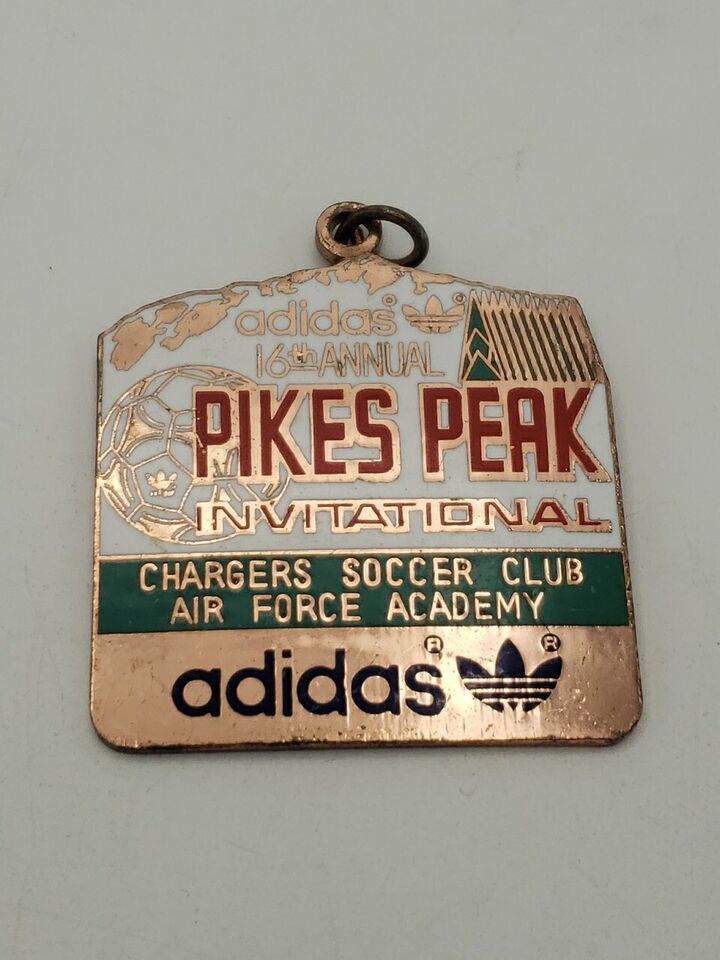 adidas®
16th ANNUAL
PIKES PEAK
INVITATIONAL
CHARGERS SOCCER CLUB
AIR FORCE ACADEMY
adidas® ®